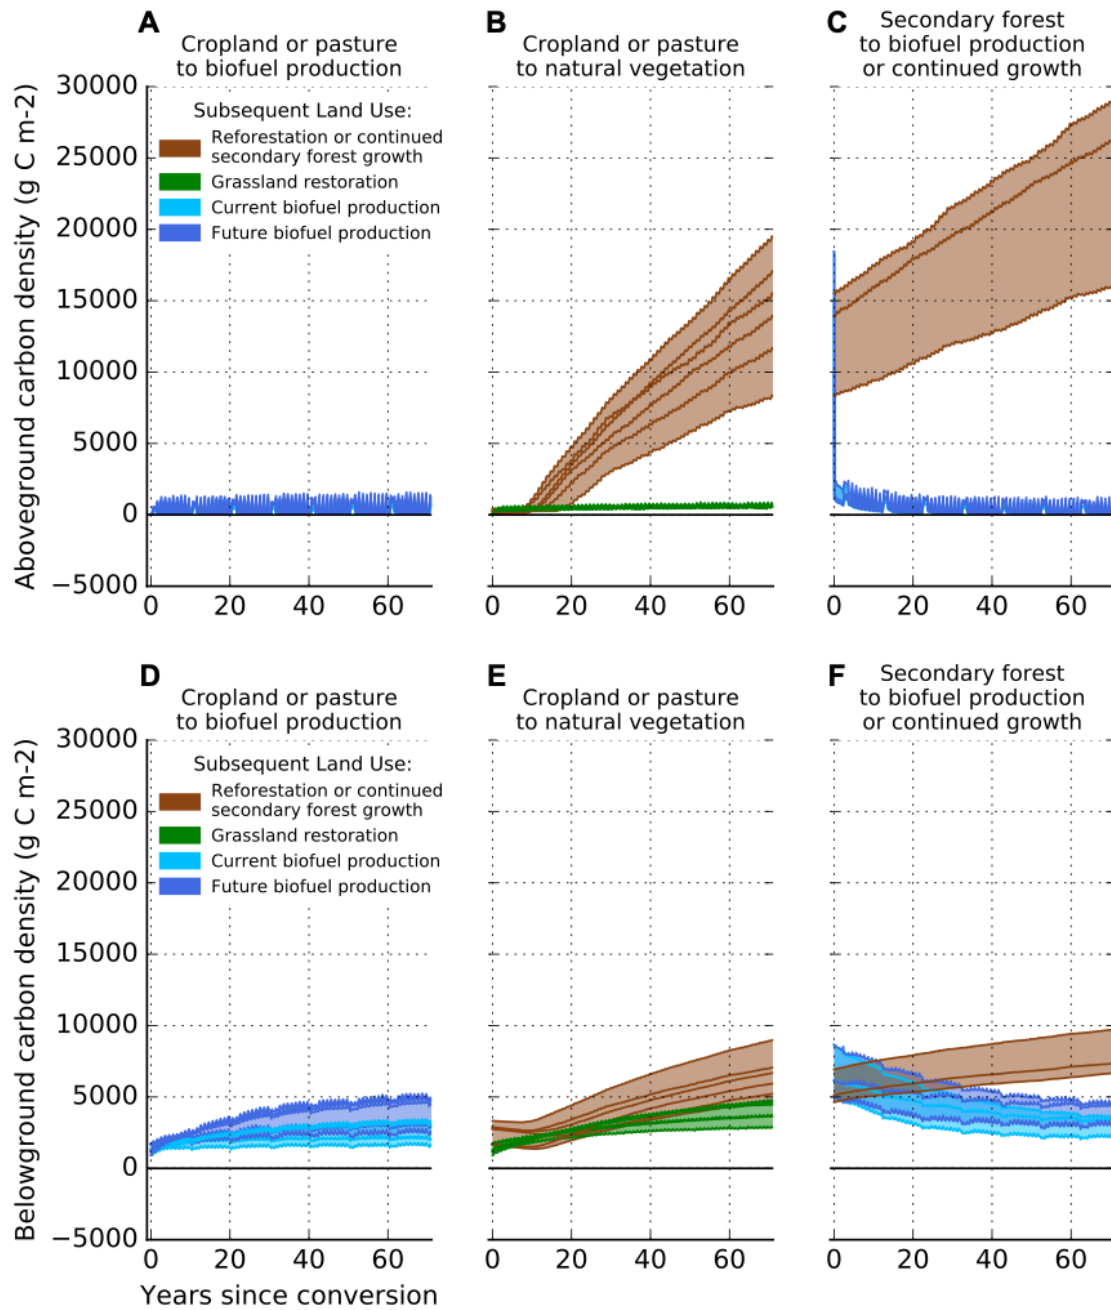 A
Cropland or pasture
to biofuel production
B
Cropland or pasture
to natural vegetation
C
Secondary forest
to biofuel production
or continued growth
Aboveground carbon density (g C m-2)
30000
25000
20000
15000
10000
5000
0
−5000
Subsequent Land Use:
Reforestation or continued
secondary forest growth
Grassland restoration
Current biofuel production
Future biofuel production
0 20 40 60
0 20 40 60
0 20 40 60
D
Cropland or pasture
to biofuel production
E
Cropland or pasture
to natural vegetation
F
Secondary forest
to biofuel production
or continued growth
Belowground carbon density (g C m-2)
30000
25000
20000
15000
10000
5000
0
−5000
Subsequent Land Use:
Reforestation or continued
secondary forest growth
Grassland restoration
Current biofuel production
Future biofuel production
0 20 40 60
0 20 40 60
0 20 40 60
Years since conversion